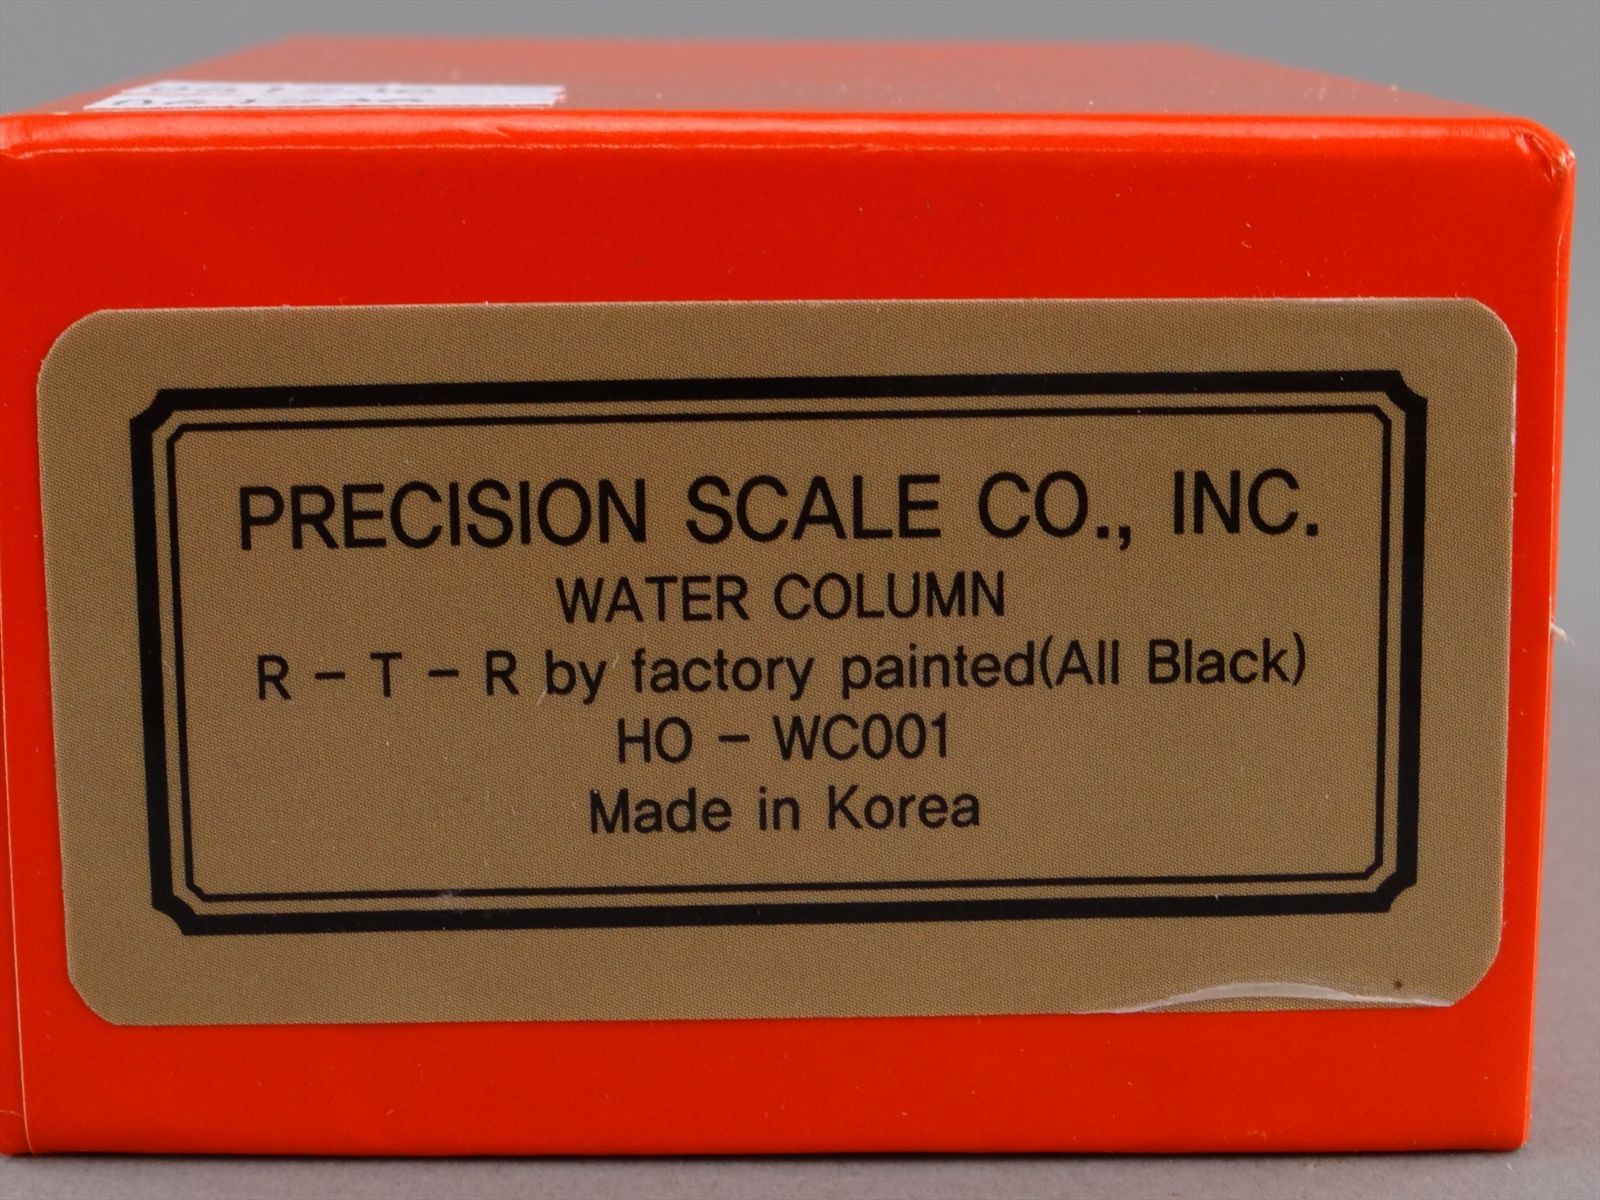 PRECISION SCALE CO., INC.
WATER COLUMN
R - T - R by factory painted(All Black)
HO - WC001
Made in Korea